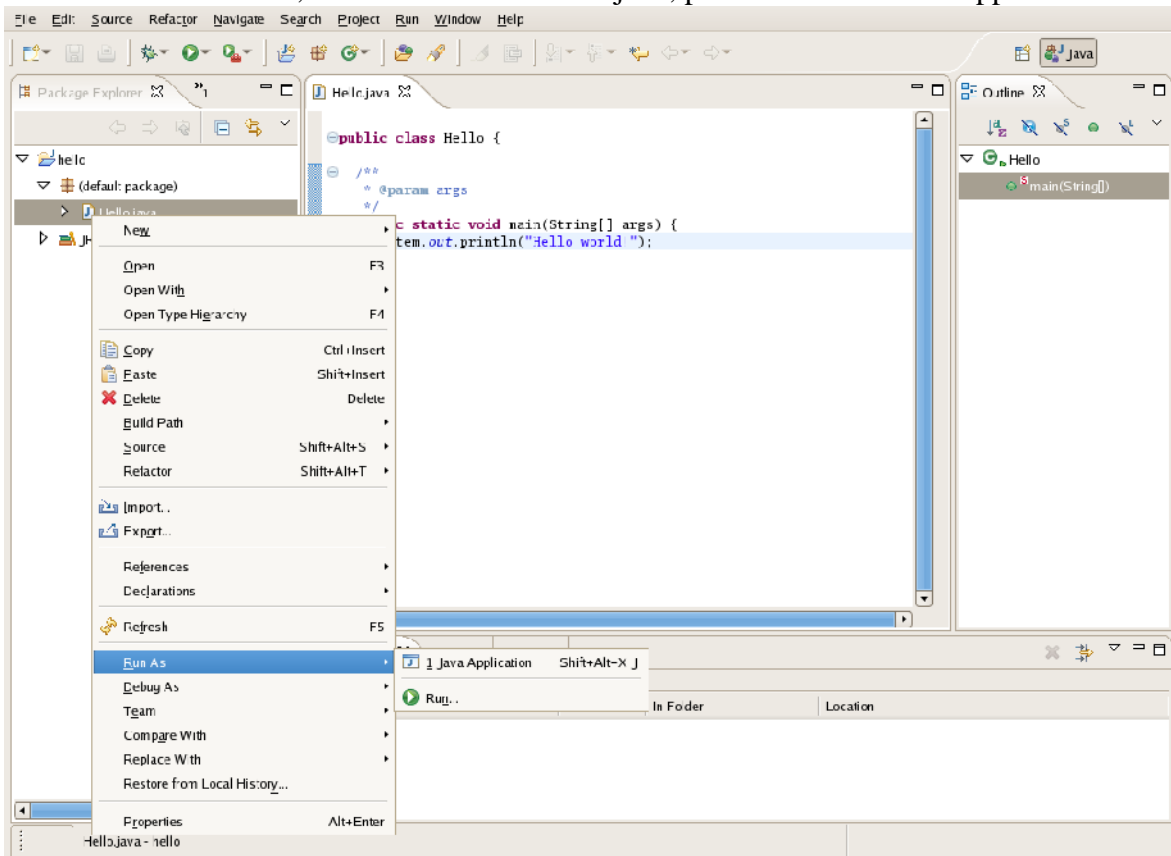 File Edit Source Refactor Navigate Search Project Run Window Help
Java
Package Explorer
1
Hello.java
Outline
hello
(default package)
Hello.java
public class Hello {
/**
* @param args
*/
c static void main(String[] args) {
tem.out.println("Hello world!");
Hello
main(String[])
New
Open F3
Open With
Open Type Hierarchy F4
Copy Ctrl+Insert
Paste Shift+Insert
Delete Delete
Build Path
Source Shift+Alt+S
Refactor Shift+Alt+T
Import...
Export...
References
Declarations
Refresh F5
Run As
1 Java Application Shift+Alt+X J
Debug As
Run...
Team
In Folder Location
Compare With
Replace With
Restore from Local History...
Properties Alt+Enter
Hello.java - hello